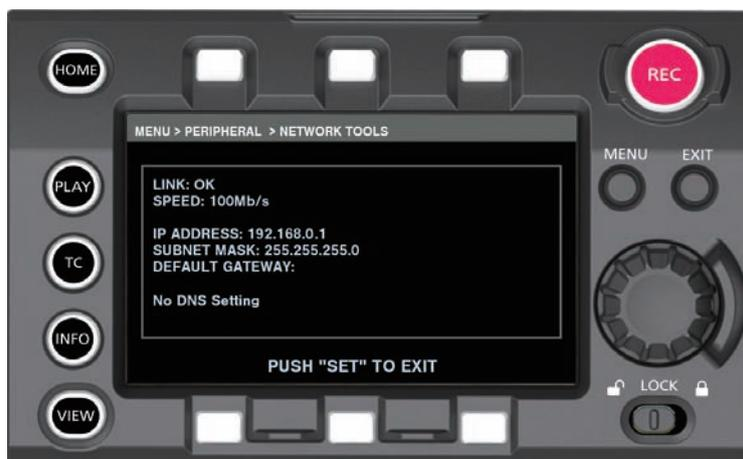 HOME
REC
MENU > PERIPHERAL > NETWORK TOOLS
MENU EXIT
PLAY
LINK: OK
SPEED: 100Mb/s
IP ADDRESS: 192.168.0.1
SUBNET MASK: 255.255.255.0
DEFAULT GATEWAY:
TC
No DNS Setting
INFO
PUSH "SET" TO EXIT
LOCK
VIEW